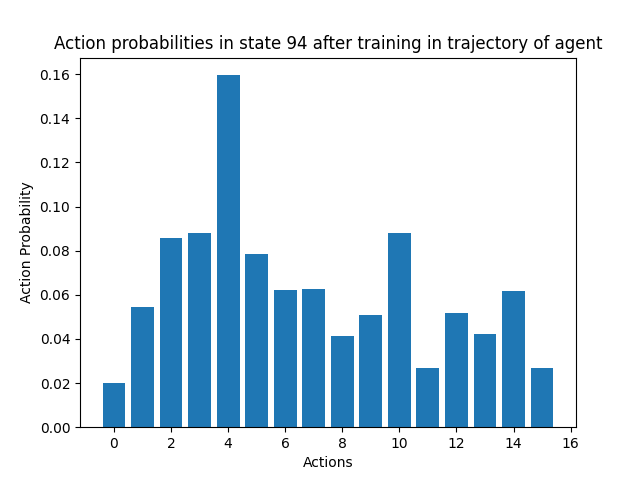 Action probabilities in state 94 after training in trajectory of agent
0.16
0.14
0.12
0.10
0.08
0.06
0.04
0.02
0.00
Action Probability
0 2 4 6 8 10 12 14 16
Actions